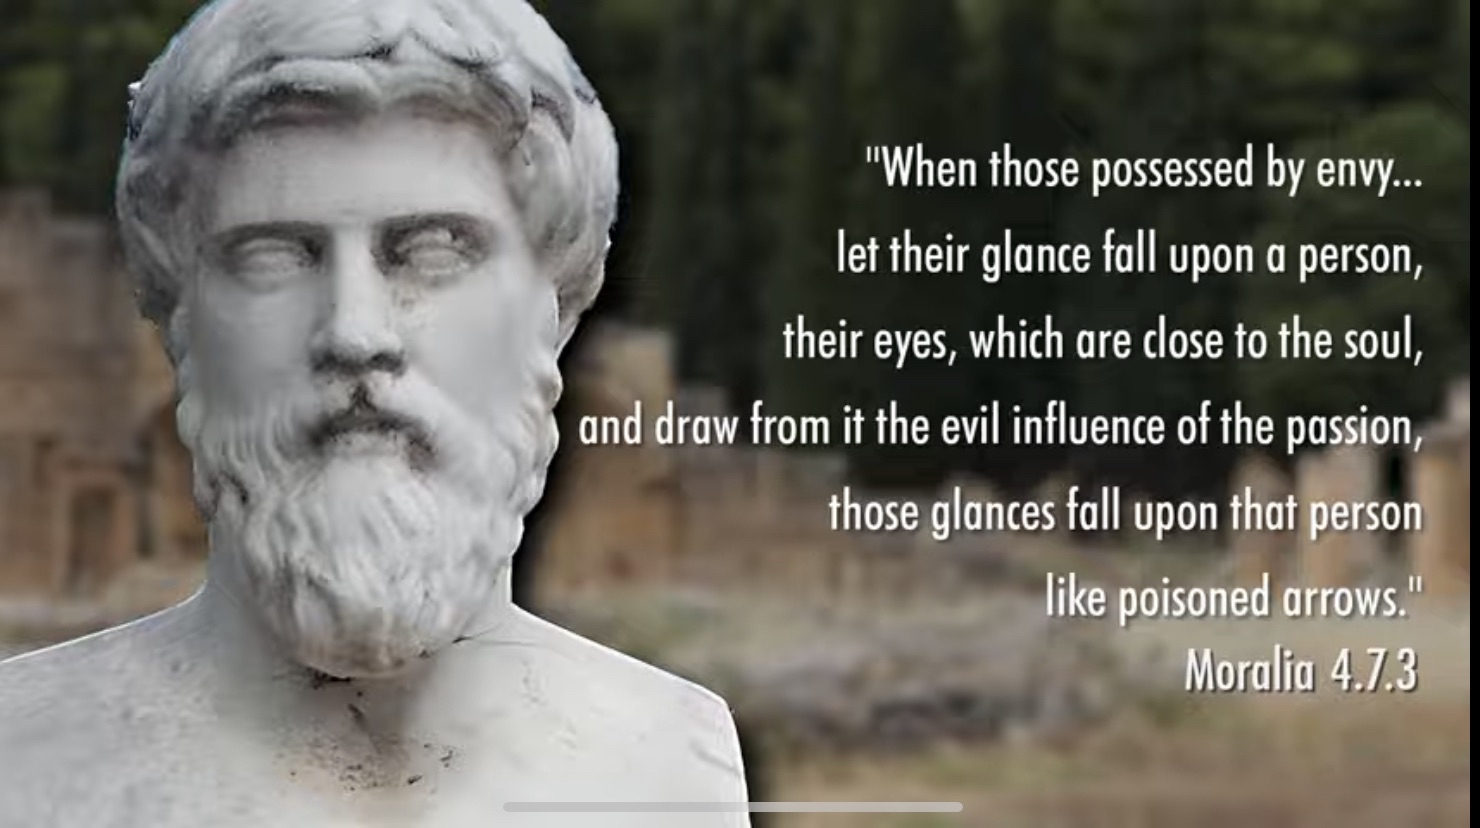 "When those possessed by envy...
let their glance fall upon a person,
their eyes, which are close to the soul,
and draw from it the evil influence of the passion,
those glances fall upon that person
like poisoned arrows."
Moralia 4.7.3